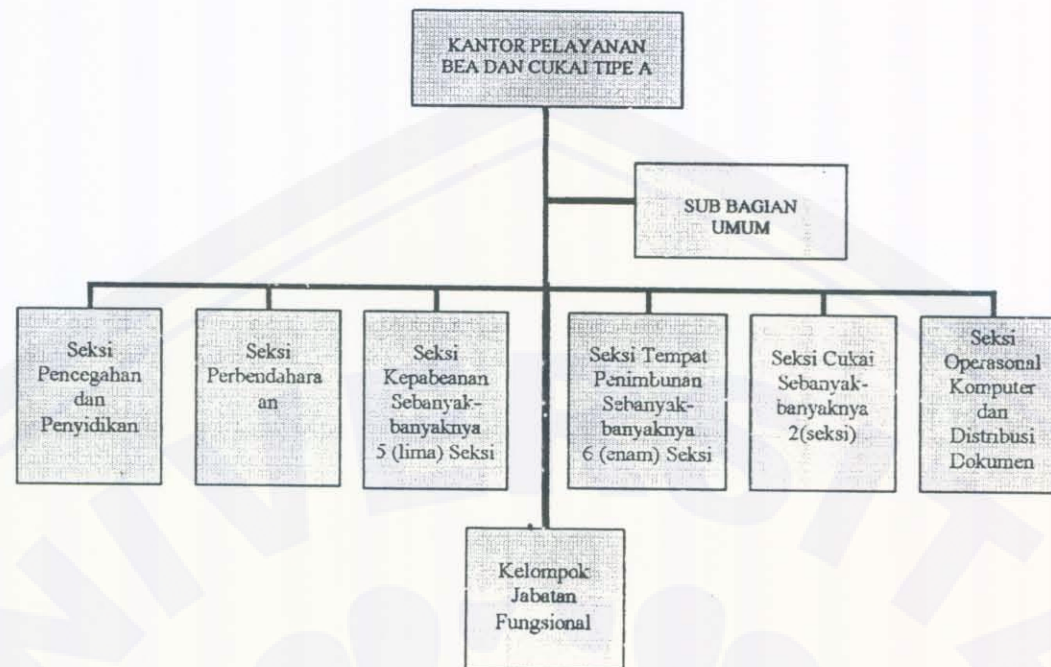 KANTOR PELAYANAN
BEA DAN CUKAI TIPE A
SUB BAGIAN
UMUM
Seksi
Pencegahan
dan
Penyidikan
Seksi
Perbendahara
an
Seksi
Kepabeanan
Sebanyak-
banyaknya
5 (lima) Seksi
Seksi Tempat
Penimbunan
Sebanyak-
banyaknya
6 (enam) Seksi
Seksi Cukai
Sebanyak-
banyaknya
2(seksi)
Seksi
Operasonal
Komputer
dan
Distribusi
Dokumen
Kelompok
Jabatan
Fungsional